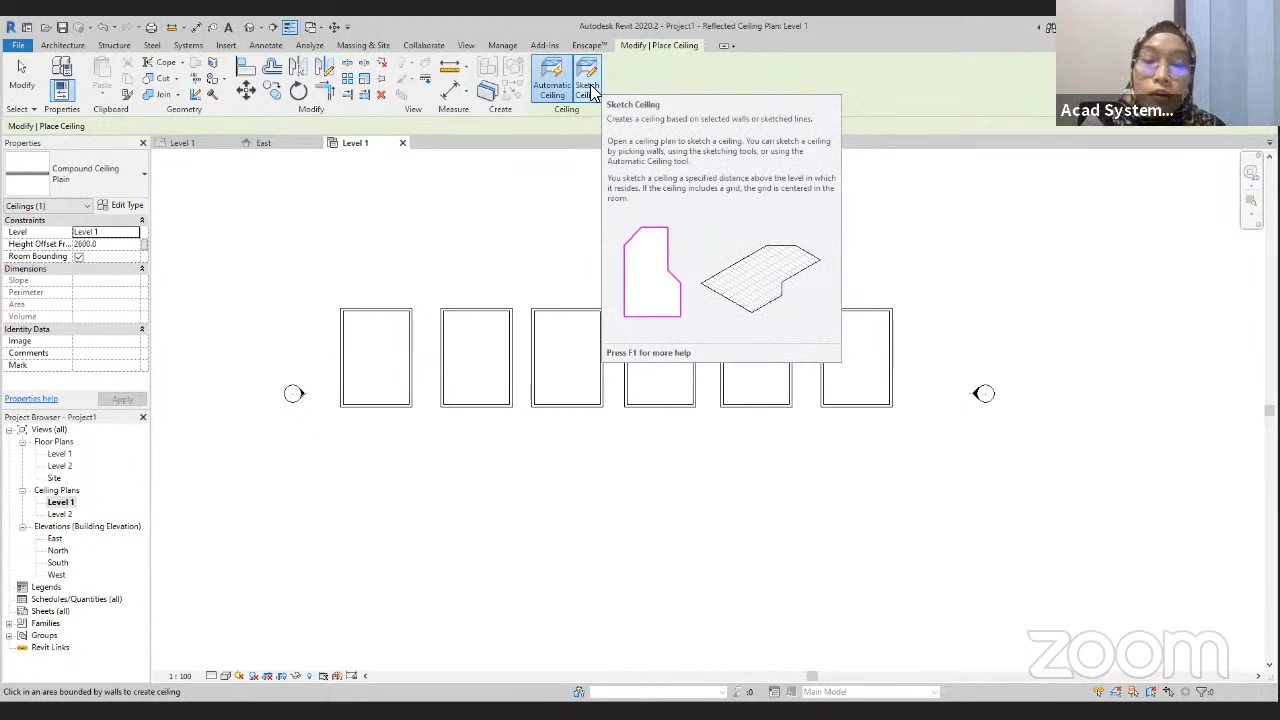 Autodesk Revit 2020.2 - Project1 - Reflected Ceiling Plan: Level 1
File Architecture Structure Steel Systems Insert Annotate Analyze Massing & Site Collaborate View Manage Add-Ins Enscape™ Modify | Place Ceiling
Modify
Paste
Cope
Cut
Join
Automatic Ceiling
Sketch
Select Properties Clipboard Geometry Modify View Measure Create Ceiling
Modify | Place Ceiling
Acad System...
Properties
Level 1
East
Level 1
Compound Ceiling
Plain
Ceilings (1)
Edit Type
Constraints
Level Level 1
Height Offset Fr... 2600.0
Room Bounding
Dimensions
Slope
Perimeter
Area
Volume
Identity Data
Image
Comments
Mark
Properties help
Apply
Sketch Ceiling
Creates a ceiling based on selected walls or sketched lines.
Open a ceiling plan to sketch a ceiling. You can sketch a ceiling
by picking walls, using the sketching tools, or using the
Automatic Ceiling tool.
You sketch a ceiling a specified distance above the level in which
it resides. If the ceiling includes a grid, the grid is centered in the
room.
Press F1 for more help
Project Browser - Project1
Views (all)
Floor Plans
Level 1
Level 2
Site
Ceiling Plans
Level 1
Level 2
Elevations (Building Elevation)
East
North
South
West
Legends
Schedules/Quantities (all)
Sheets (all)
Families
Groups
Revit Links
1 : 100
zoom
Click in an area bounded by walls to create ceiling
:0
Main Model
:0